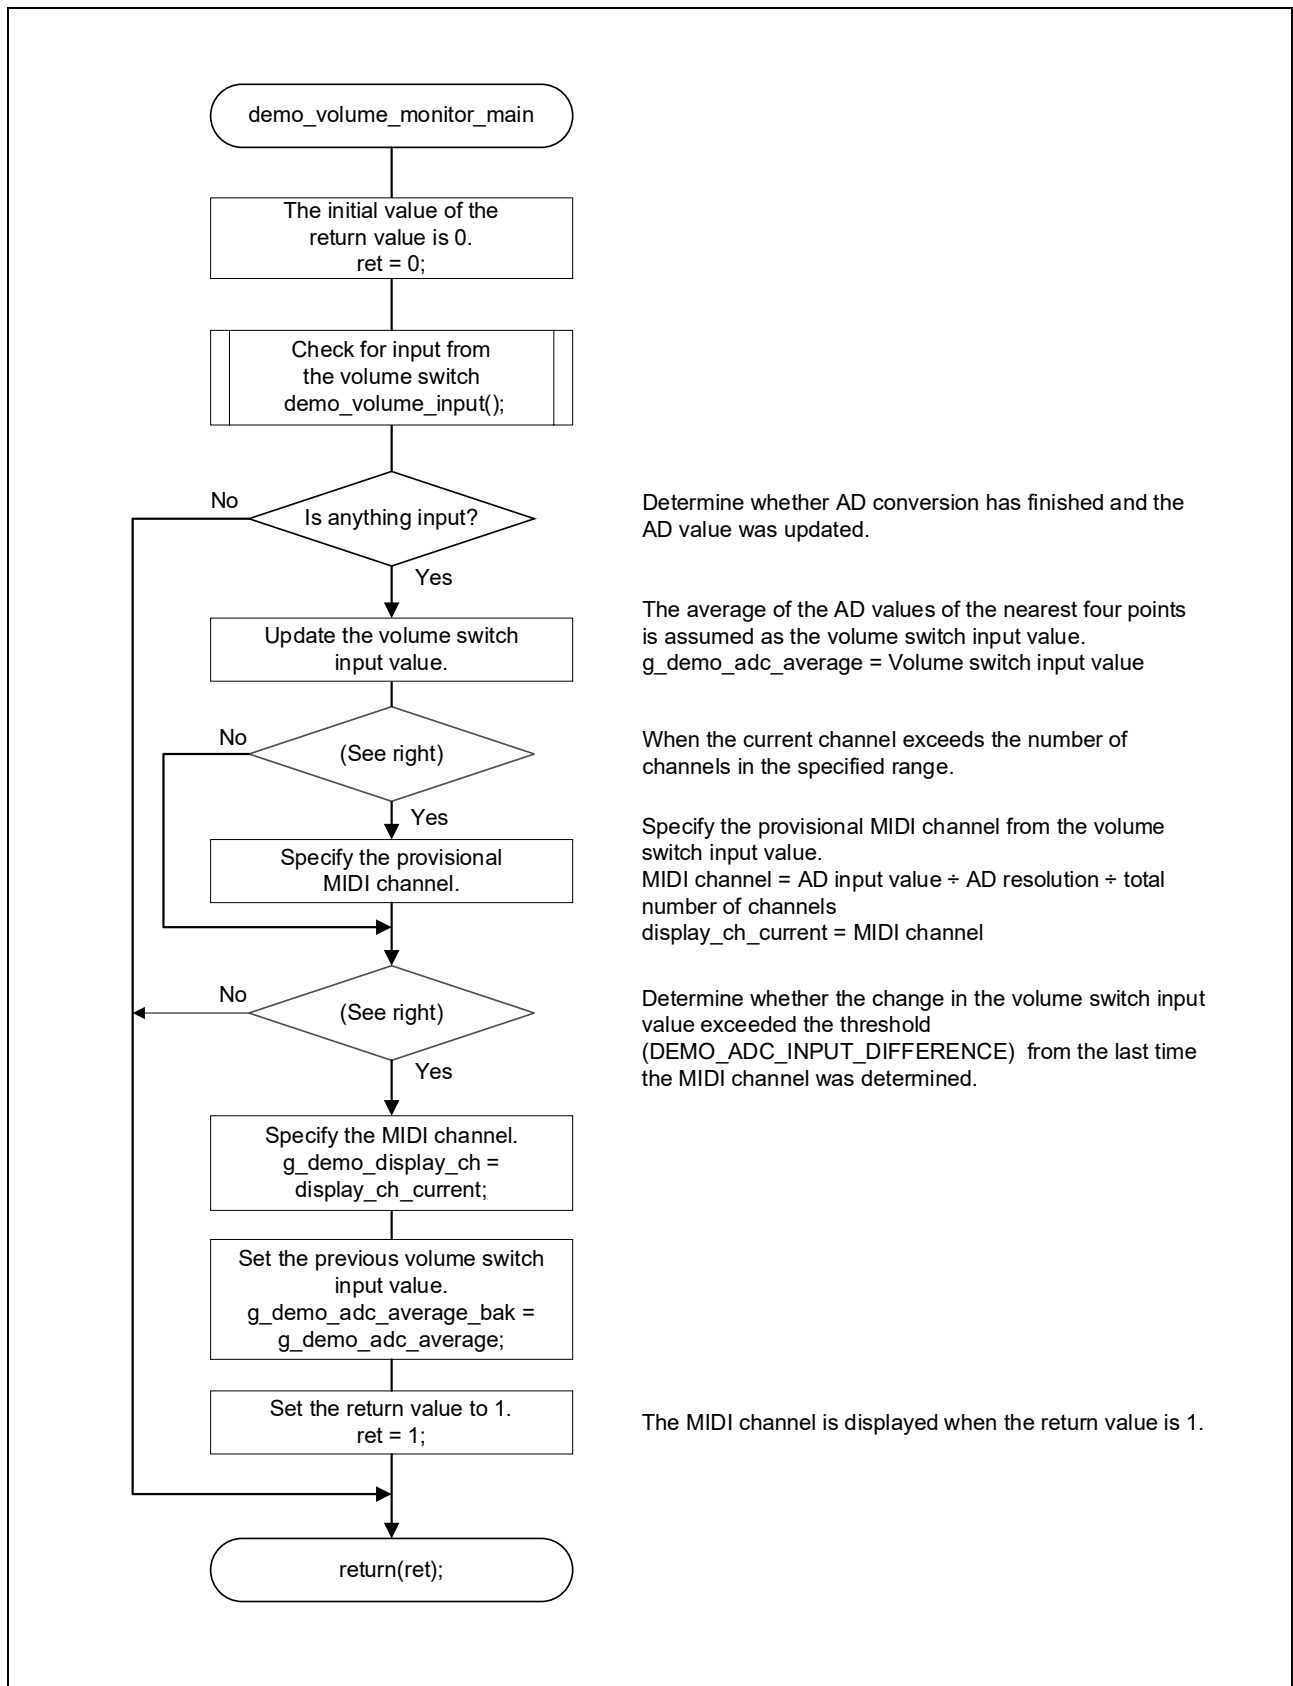 demo_volume_monitor_main
The initial value of the
return value is 0.
ret = 0;
Check for input from
the volume switch
demo_volume_input();
No
Is anything input?
Determine whether AD conversion has finished and the
AD value was updated.
Yes
Update the volume switch
input value.
The average of the AD values of the nearest four points
is assumed as the volume switch input value.
g_demo_adc_average = Volume switch input value
No
(See right)
When the current channel exceeds the number of
channels in the specified range.
Yes
Specify the provisional
MIDI channel.
Specify the provisional MIDI channel from the volume
switch input value.
MIDI channel = AD input value ÷ AD resolution ÷ total
number of channels
display_ch_current = MIDI channel
No
(See right)
Determine whether the change in the volume switch input
value exceeded the threshold
(DEMO_ADC_INPUT_DIFFERENCE)  from the last time
the MIDI channel was determined.
Yes
Specify the MIDI channel.
g_demo_display_ch =
display_ch_current;
Set the previous volume switch
input value.
g_demo_adc_average_bak =
g_demo_adc_average;
Set the return value to 1.
ret = 1;
The MIDI channel is displayed when the return value is 1.
return(ret);